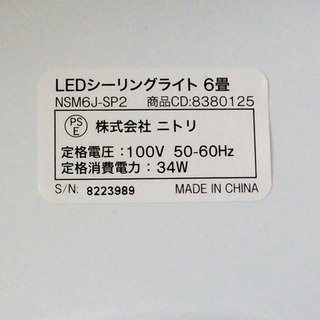 LEDシーリングライト 6畳
NSM6J-SP2 商品CD:8380125
PSE 株式会社 ニトリ
定格電圧:100V 50-60Hz
定格消費電力:34W
S/N: 8223989 MADE IN CHINA